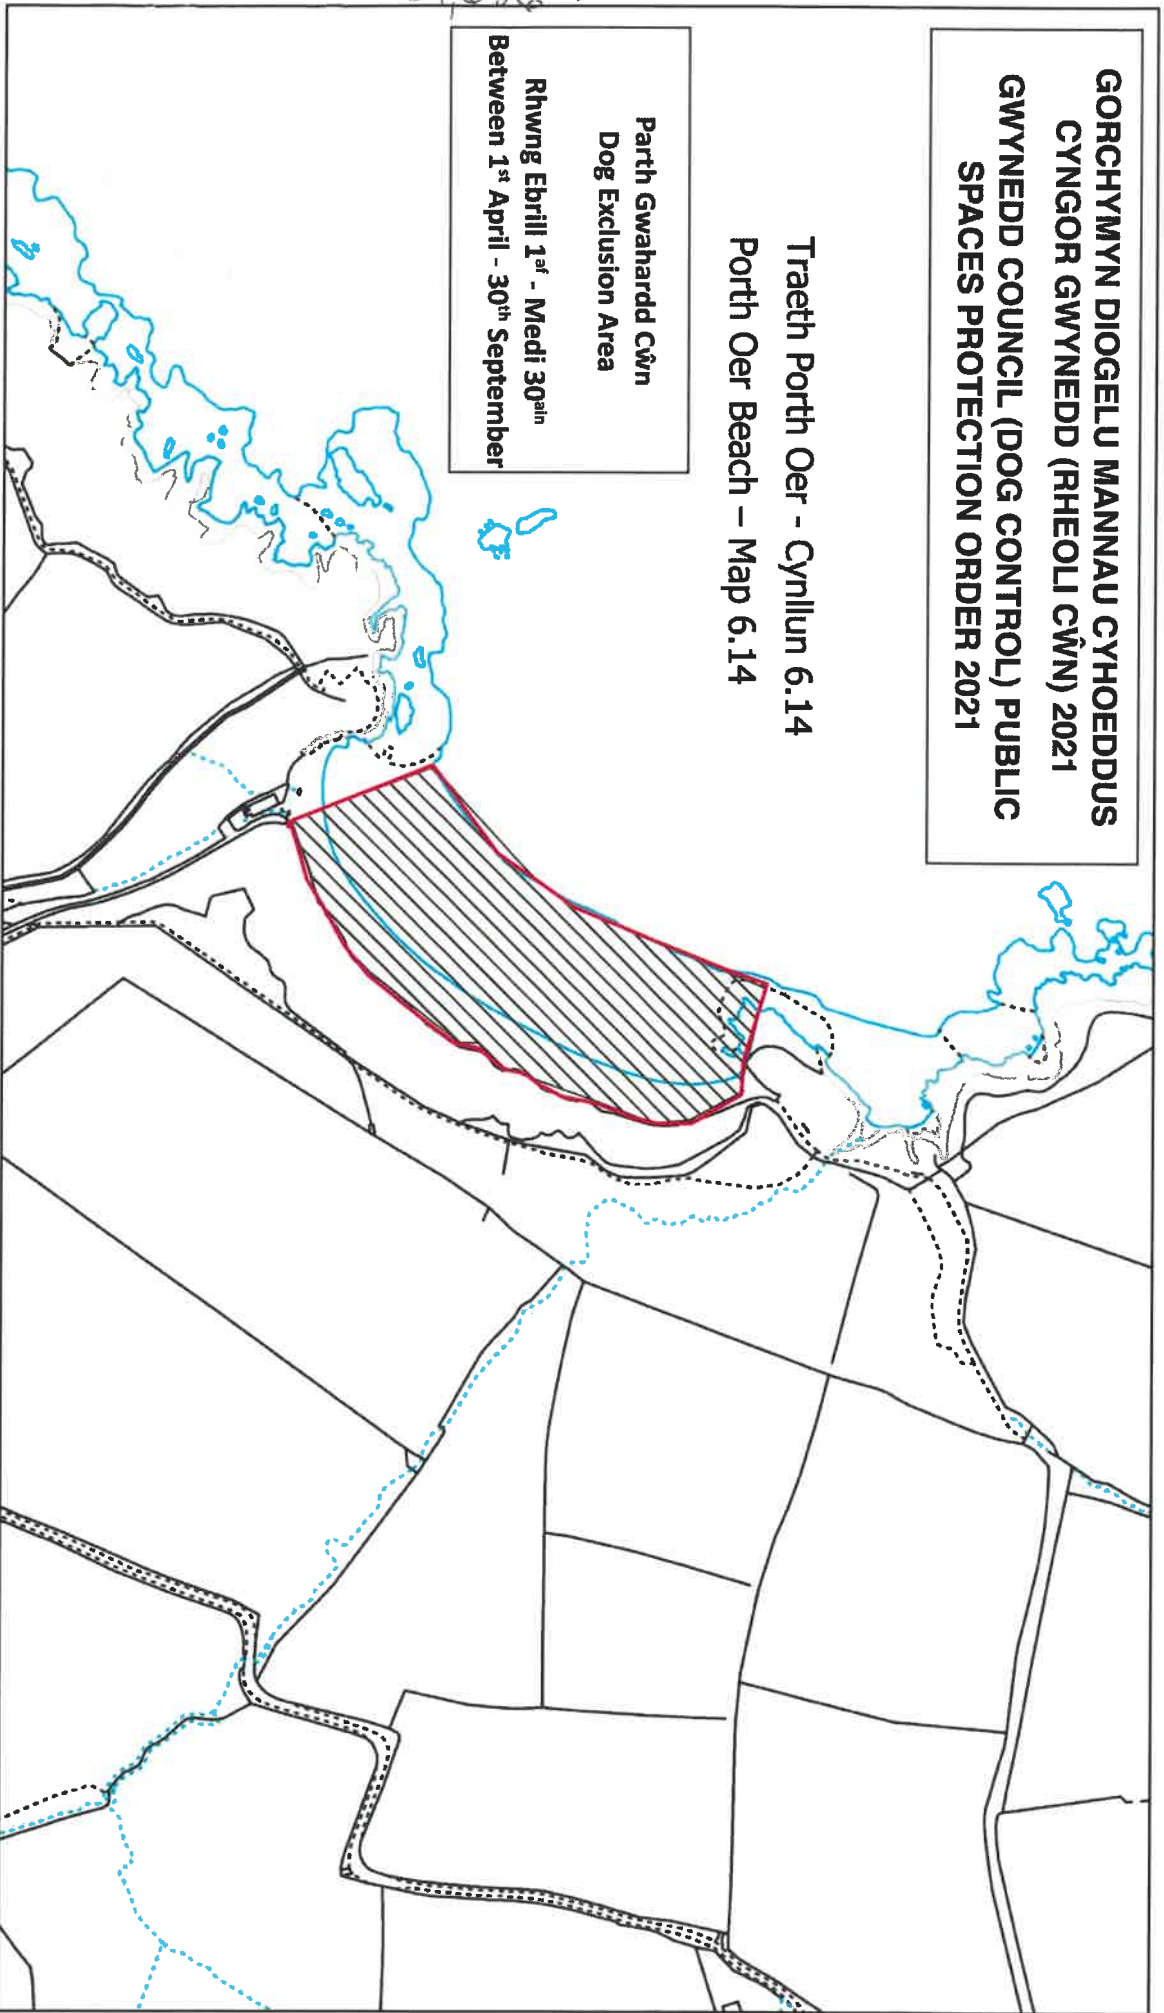 GORCHYMYN DIOGELU MANNAU CYHOEDDUS
CYNGOR GWYNEDD (RHEOLI CŴN) 2021
GWYNEDD COUNCIL (DOG CONTROL) PUBLIC
SPACES PROTECTION ORDER 2021
Traeth Porth Oer - Cynllun 6.14
Porth Oer Beach – Map 6.14
Parth Gwahardd Cŵn
Dog Exclusion Area
Rhwng Ebrill 1af - Medi 30ain
Between 1st April - 30th September